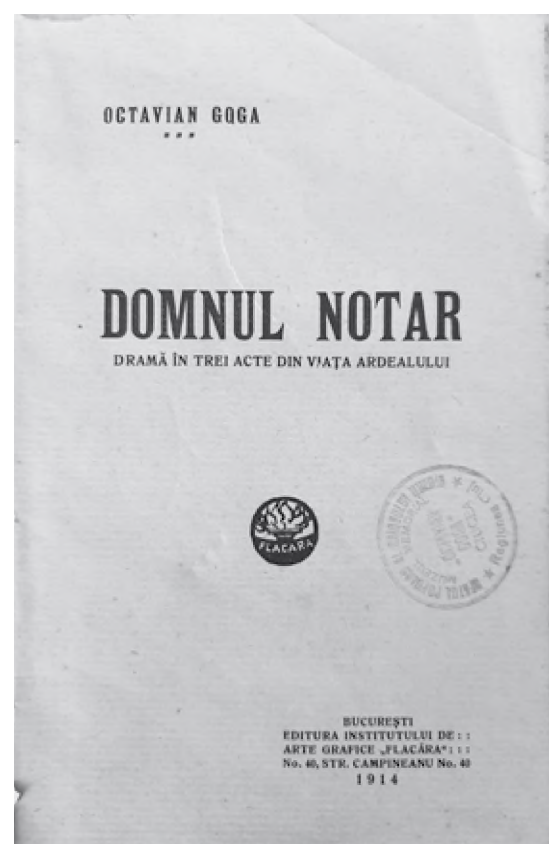 OCTAVIAN GOGA
DOMNUL NOTAR
DRAMĂ ÎN TREI ACTE DIN VIAȚA ARDEALULUI
FLACARA
BUCUREȘTI
EDITURA INSTITUTULUI DE : :
ARTE GRAFICE „FLACĂRA“ : : :
No. 40, STR. CAMPINEANU No. 40
1914